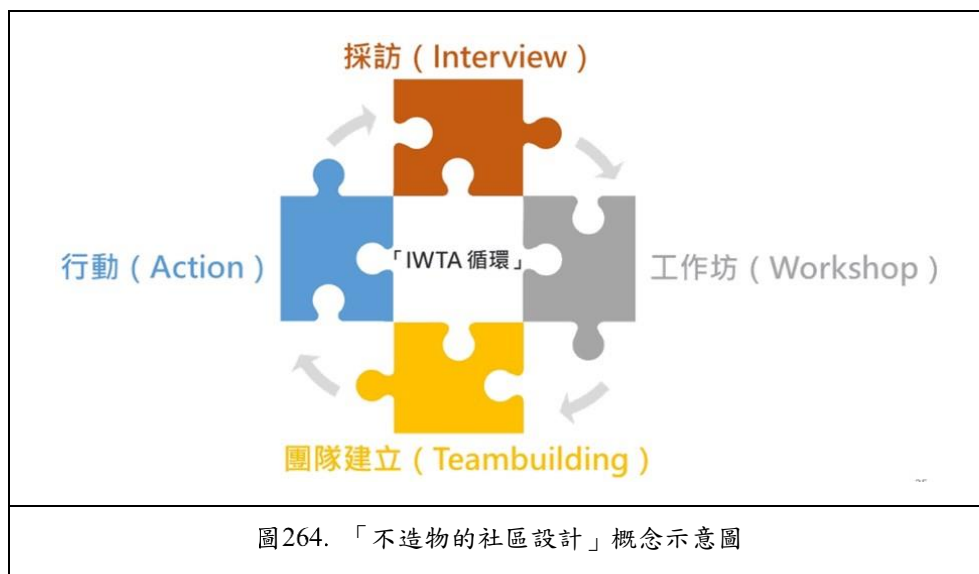 採訪（Interview）
行動（Action）
「IWTA 循環」
工作坊（Workshop）
團隊建立（Teambuilding）
圖264. 「不造物的社區設計」概念示意圖